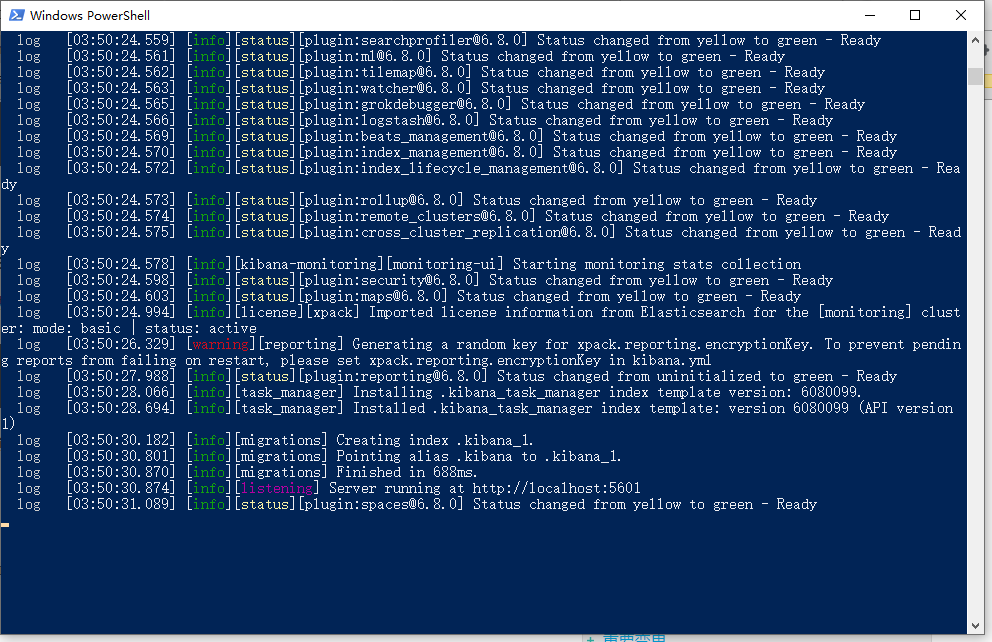 Windows PowerShell
log [03:50:24.559] [info][status][plugin:searchprofiler@6.8.0] Status changed from yellow to green - Ready
log [03:50:24.561] [info][status][plugin:ml@6.8.0] Status changed from yellow to green - Ready
log [03:50:24.562] [info][status][plugin:tilemap@6.8.0] Status changed from yellow to green - Ready
log [03:50:24.563] [info][status][plugin:watcher@6.8.0] Status changed from yellow to green - Ready
log [03:50:24.565] [info][status][plugin:grokdebugger@6.8.0] Status changed from yellow to green - Ready
log [03:50:24.566] [info][status][plugin:logstash@6.8.0] Status changed from yellow to green - Ready
log [03:50:24.569] [info][status][plugin:beats_management@6.8.0] Status changed from yellow to green - Ready
log [03:50:24.570] [info][status][plugin:index_management@6.8.0] Status changed from yellow to green - Ready
log [03:50:24.572] [info][status][plugin:index_lifecycle_management@6.8.0] Status changed from yellow to green - Rea
dy
log [03:50:24.573] [info][status][plugin:rollup@6.8.0] Status changed from yellow to green - Ready
log [03:50:24.574] [info][status][plugin:remote_clusters@6.8.0] Status changed from yellow to green - Ready
log [03:50:24.575] [info][status][plugin:cross_cluster_replication@6.8.0] Status changed from yellow to green - Read
y
log [03:50:24.578] [info][kibana-monitoring][monitoring-ui] Starting monitoring stats collection
log [03:50:24.598] [info][status][plugin:security@6.8.0] Status changed from yellow to green - Ready
log [03:50:24.603] [info][status][plugin:maps@6.8.0] Status changed from yellow to green - Ready
log [03:50:24.994] [info][license][xpack] Imported license information from Elasticsearch for the [monitoring] clust
er: mode: basic | status: active
log [03:50:26.329] [warning][reporting] Generating a random key for xpack.reporting.encryptionKey. To prevent pendin
g reports from failing on restart, please set xpack.reporting.encryptionKey in kibana.yml
log [03:50:27.988] [info][status][plugin:reporting@6.8.0] Status changed from uninitialized to green - Ready
log [03:50:28.066] [info][task_manager] Installing .kibana_task_manager index template version: 6080099.
log [03:50:28.694] [info][task_manager] Installed .kibana_task_manager index template: version 6080099 (API version
1)
log [03:50:30.182] [info][migrations] Creating index .kibana_1.
log [03:50:30.801] [info][migrations] Pointing alias .kibana to .kibana_1.
log [03:50:30.870] [info][migrations] Finished in 688ms.
log [03:50:30.874] [info][listening] Server running at http://localhost:5601
log [03:50:31.089] [info][status][plugin:spaces@6.8.0] Status changed from yellow to green - Ready